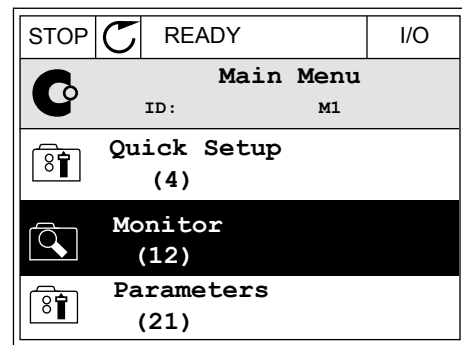 STOP READY I/O
Main Menu
ID: M1
Quick Setup
(4)
Monitor
(12)
Parameters
(21)